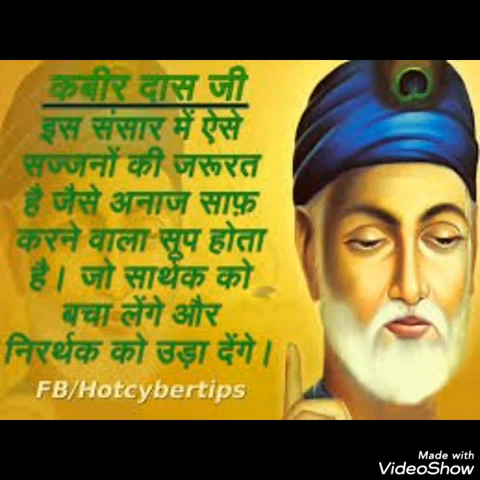 कबीर दास जी
इस संसार में ऐसे
सज्जनों की जरूरत
है जैसे अनाज साफ़
करने वाला सूप होता
है। जो सार्थक को
बचा लेंगे और
निरर्थक को उड़ा देंगे।
FB/Hotcybertips
Made with
VideoShow